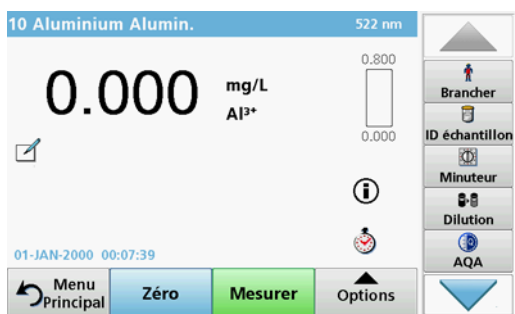 10 Aluminium Alumin. 522 nm
0.000 mg/L
Al³⁺
0.800
0.000
01-JAN-2000 00:07:39
Menu Principal
Zéro
Mesurer
Options
Brancher
ID échantillon
Minuteur
Dilution
AQA